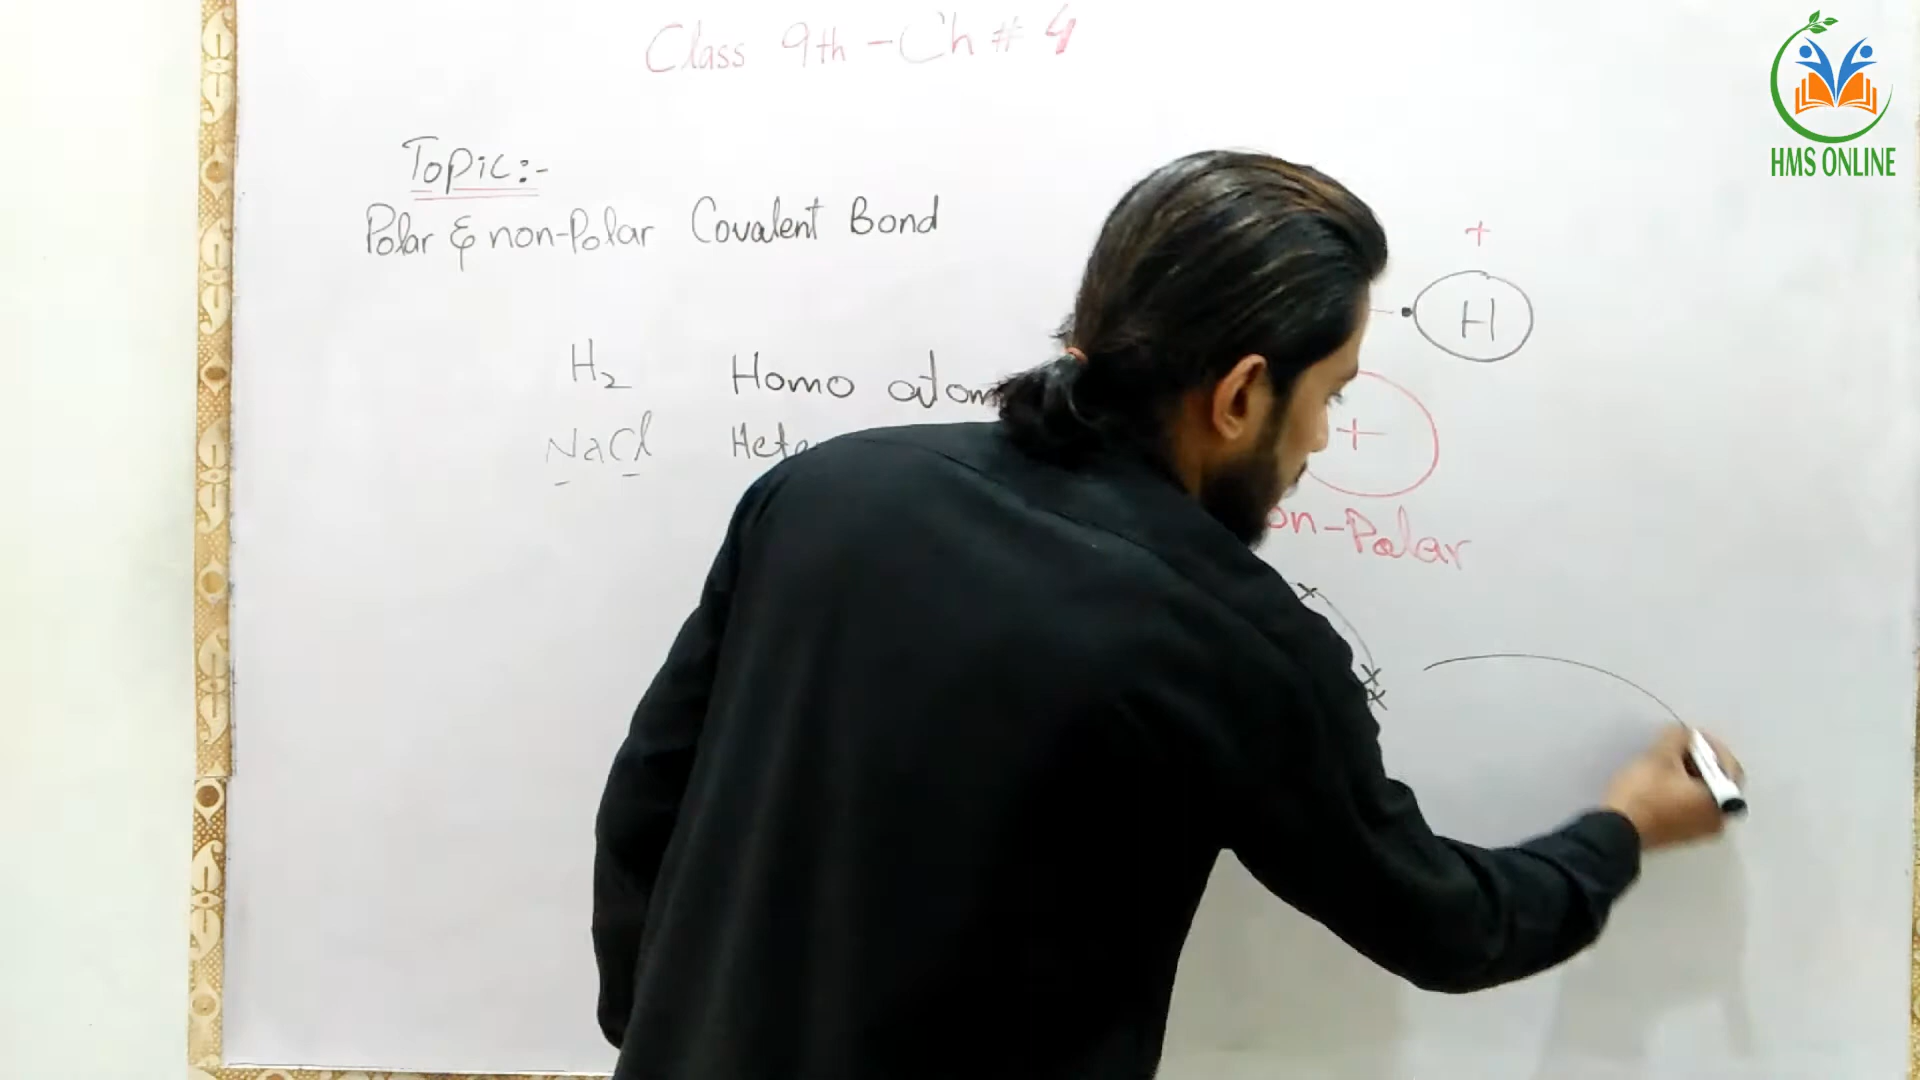 Class 9th - Ch # 4
HMS ONLINE
Topic:-
Polar & non-Polar Covalent Bond
+
H
H₂ Homo atom
NaCl Hete
+
on-Polar